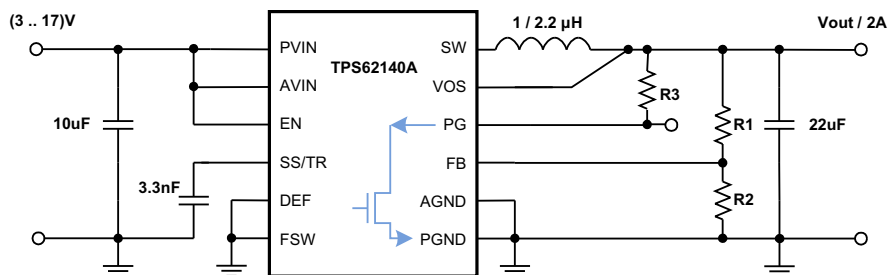 (3 .. 17)V
1 / 2.2 µH
Vout / 2A
PVIN
SW
TPS62140A
AVIN
VOS
R3
10uF
EN
PG
R1
22uF
SS/TR
FB
3.3nF
DEF
AGND
R2
FSW
PGND